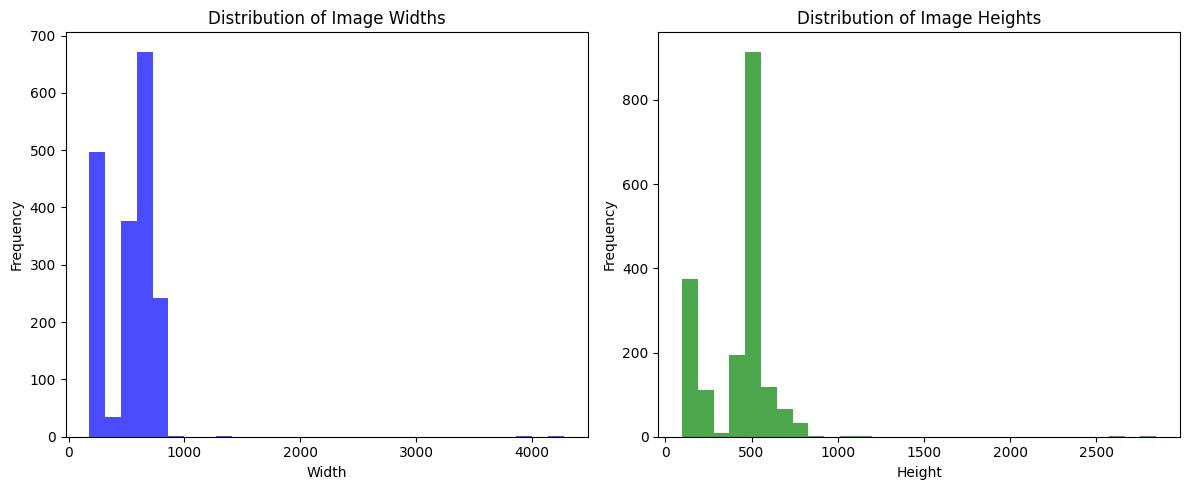 Distribution of Image Widths
700
600
500
400
300
200
100
0
Frequency
0 1000 2000 3000 4000
Width
Distribution of Image Heights
800
600
400
200
0
Frequency
0 500 1000 1500 2000 2500
Height